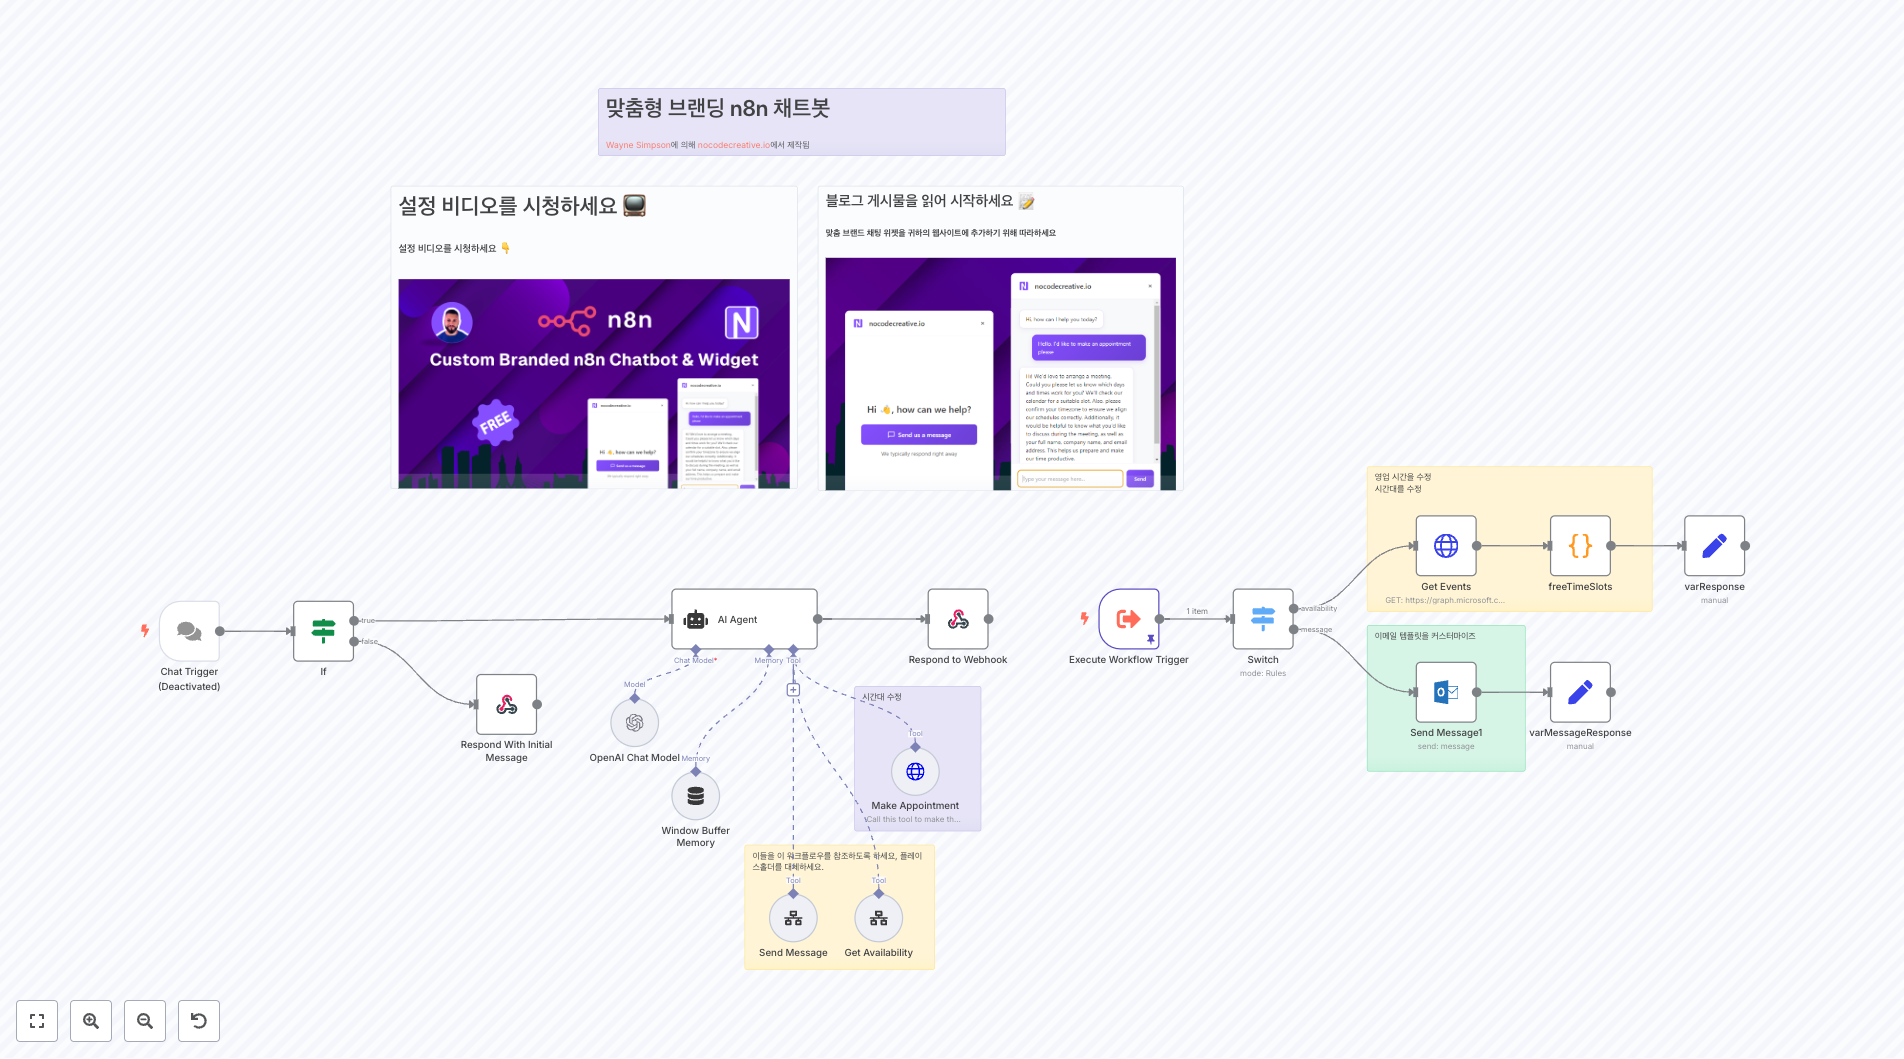 맞춤형 브랜딩 n8n 채트봇
Wayne Simpson에 의해 nocodecreative.io에서 제작됨
설정 비디오를 시청하세요 📺
설정 비디오를 시청하세요 👇
n8n
Custom Branded n8n Chatbot & Widget
FREE
nocodecreative.io
Hi 👋, how can we help?
Send us a message
We typically respond right away
nocodecreative.io
블로그 게시물을 읽어 시작하세요 📝
맞춤 브랜드 채팅 위젯을 귀하의 웹사이트에 추가하기 위해 따라하세요
nocodecreative.io
×
Hi 👋, how can we help?
Send us a message
We typically respond right away
nocodecreative.io
×
Hi, how can I help you today?
Hello. I'd like to make an appointment
please
Hi! We'd love to arrange a meeting.
Could you please let us know which days
and times work for you? We'll check our
calendar for a suitable slot. Also, please
confirm your timezone to ensure we align
our schedules correctly. Additionally, it
would be helpful to know what you'd like
to discuss during the meeting, as well as
your full name, company name, and email
address. This helps us prepare and make
our time productive.
Type your message here...
Send
Chat Trigger
(Deactivated)
If
true
false
Respond With Initial
Message
AI Agent
Chat Model*
Memory
Tool
Model
OpenAI Chat Model
Memory
Window Buffer
Memory
시간대 수정
Tool
Make Appointment
Call this tool to make th...
이들을 이 워크플로우를 참조하도록 하세요, 플레이
스홀더를 대체하세요.
Tool
Send Message
Tool
Get Availability
Respond to Webhook
Execute Workflow Trigger
1 item
Switch
mode: Rules
availability
message
영업 시간을 수정
시간대를 수정
Get Events
GET: https://graph.microsoft.c...
freeTimeSlots
varResponse
manual
이메일 템플릿을 커스터마이즈
Send Message1
send: message
varMessageResponse
manual